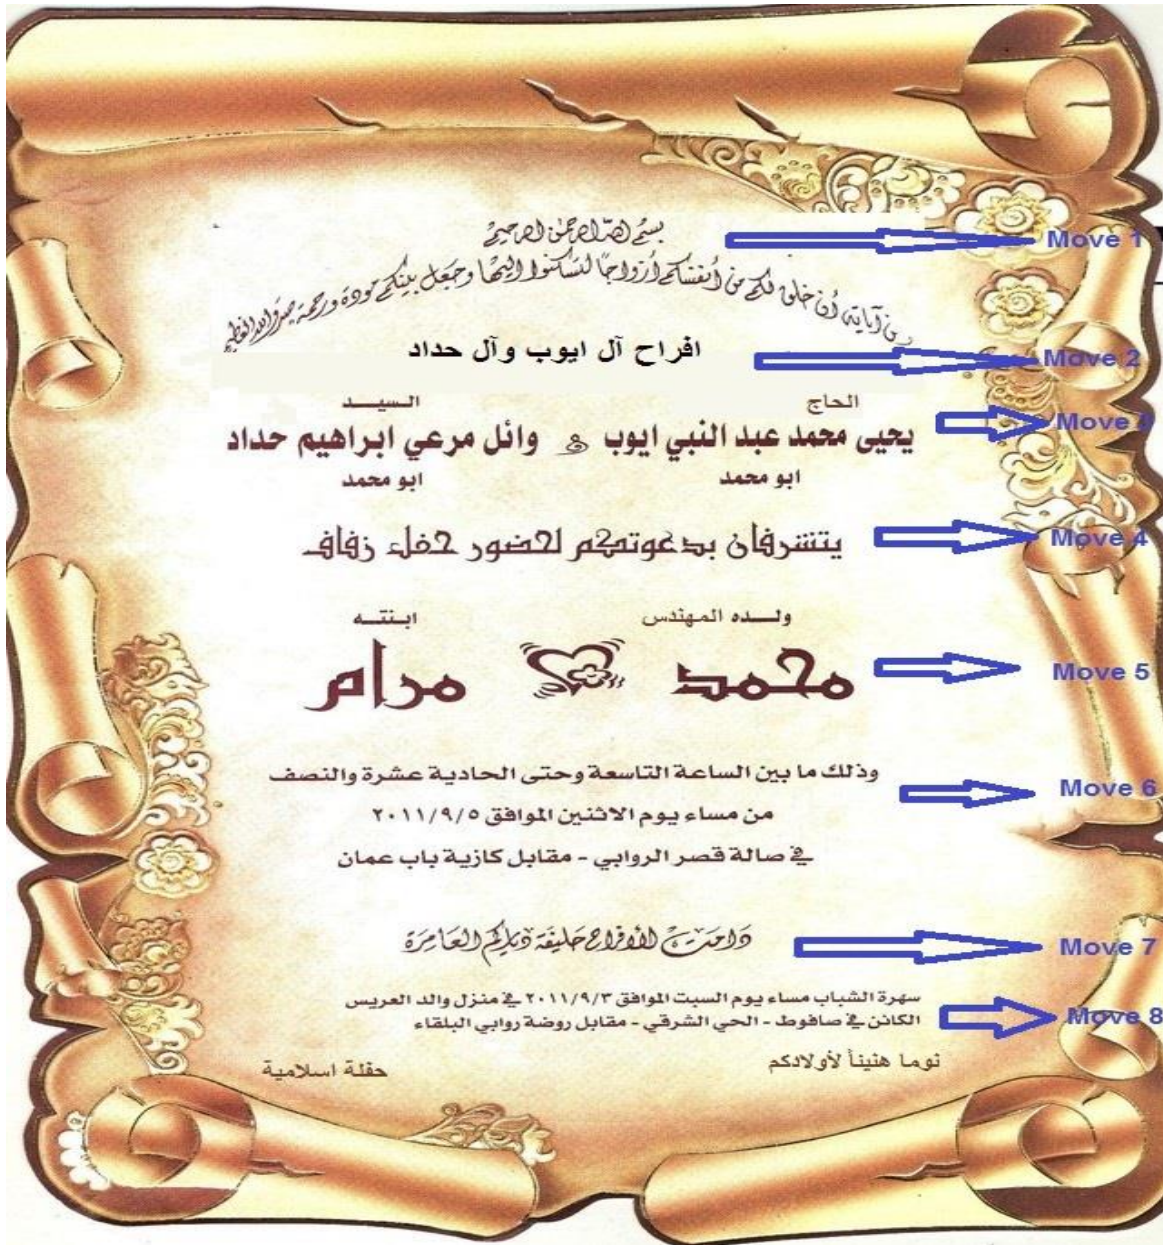 بسم الله الرحمن الرحيم
Move 1
ومن آياته أن خلق لكم من أنفسكم أزواجاً لتسكنوا إليها وجعل بينكم مودة ورحمة صدق الله العظيم
افراح آل ايوب وآل حداد
Move 2
الحاج السيــد
يحيى محمد عبد النبي ايوب & وائل مرعي ابراهيم حداد
Move 3
ابو محمد ابو محمد
يتشرفان بدعوتكم لحضور حفل زفاف
Move 4
ولــده المهندس ابـنتــه
محمد مرام
Move 5
وذلك ما بين الساعة التاسعة وحتى الحادية عشرة والنصف
Move 6
من مساء يوم الاثنين الموافق ٢٠١١/٩/٥
في صالة قصر الروابي - مقابل كازية باب عمان
دامت الأفراح حليفة دياركم العامرة
Move 7
سهرة الشباب مساء يوم السبت الموافق ٢٠١١/٩/٣ في منزل والد العريس
الكائن في صافوط - الحي الشرقي - مقابل روضة روابي البلقاء
Move 8
نوما هنيئاً لأولادكم حفلة اسلامية